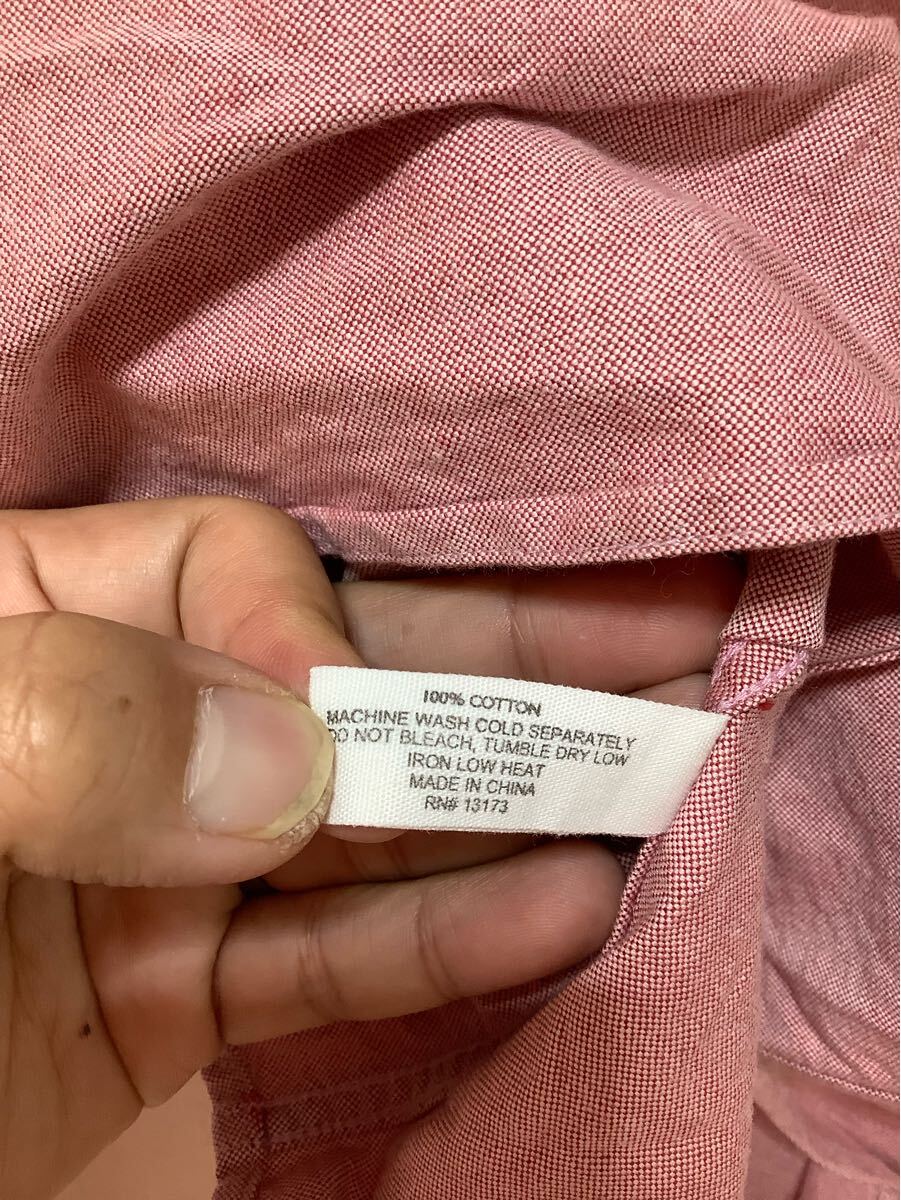 100% COTTON
MACHINE WASH COLD SEPARATELY
DO NOT BLEACH, TUMBLE DRY LOW
IRON LOW HEAT
MADE IN CHINA
RN# 13173